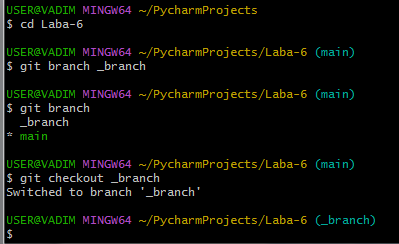 USER@VADIM MINGW64 ~/PycharmProjects
$ cd Laba-6
USER@VADIM MINGW64 ~/PycharmProjects/Laba-6 (main)
$ git branch _branch
USER@VADIM MINGW64 ~/PycharmProjects/Laba-6 (main)
$ git branch
  _branch
* main
USER@VADIM MINGW64 ~/PycharmProjects/Laba-6 (main)
$ git checkout _branch
Switched to branch '_branch'
USER@VADIM MINGW64 ~/PycharmProjects/Laba-6 (_branch)
$